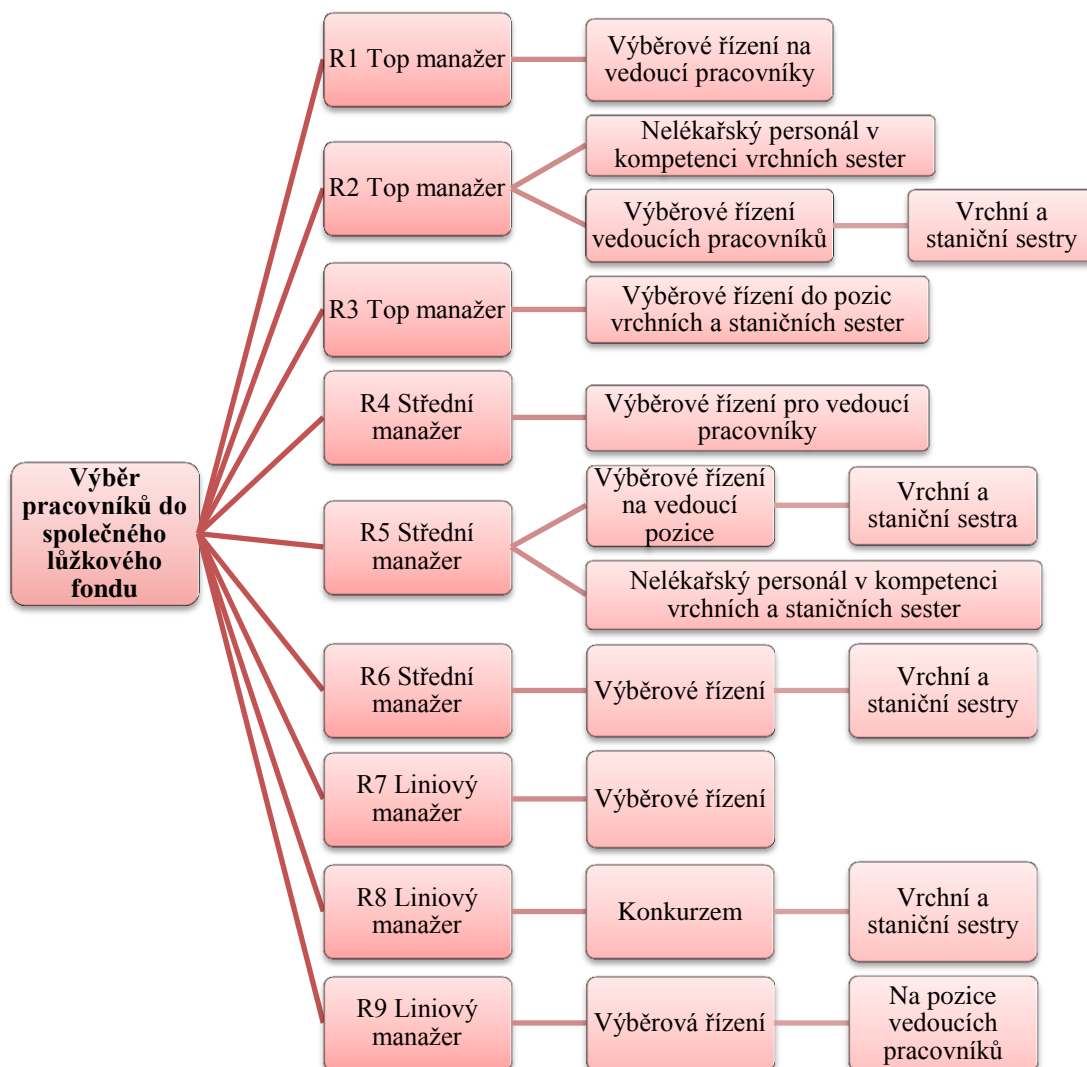 Výběr
pracovníků do
společného
lůžkového
fondu
R1 Top manažer
Výběrové řízení na
vedoucí pracovníky
R2 Top manažer
Nelékařský personál v
kompetenci vrchních sester
Výběrové řízení
vedoucích pracovníků
Vrchní a
staniční sestry
R3 Top manažer
Výběrové řízení do pozic
vrchních a staničních sester
R4 Střední
manažer
Výběrové řízení pro vedoucí
pracovníky
R5 Střední
manažer
Výběrové řízení
na vedoucí
pozice
Vrchní a
staniční sestra
Nelékařský personál v kompetenci
vrchních a staničních sester
R6 Střední
manažer
Výběrové řízení
Vrchní a
staniční sestry
R7 Liniový
manažer
Výběrové řízení
R8 Liniový
manažer
Konkurzem
Vrchní a
staniční sestry
R9 Liniový
manažer
Výběrová řízení
Na pozice
vedoucích
pracovníků